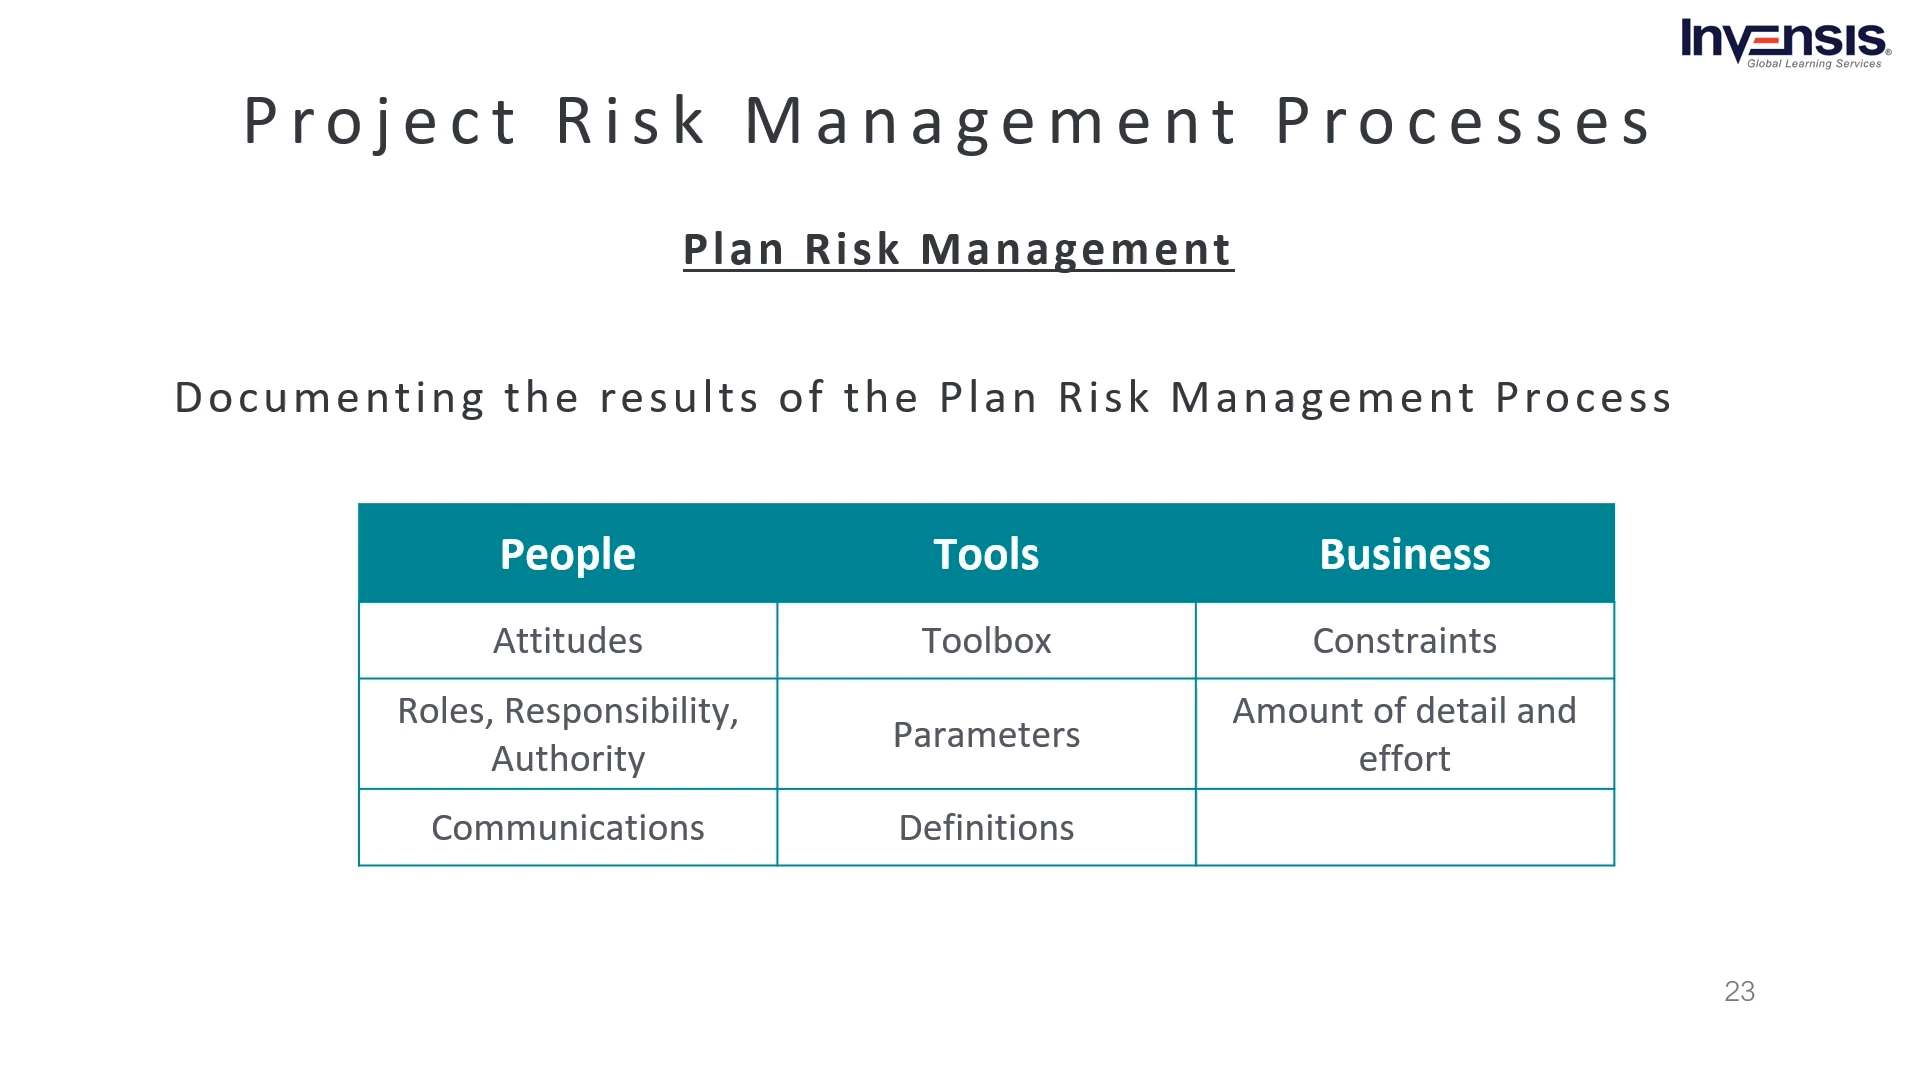 Invensis®
Global Learning Services
Project Risk Management Processes
Plan Risk Management
Documenting the results of the Plan Risk Management Process
People Tools Business
Attitudes Toolbox Constraints
Roles, Responsibility,
Authority
Parameters
Amount of detail and
effort
Communications Definitions
23